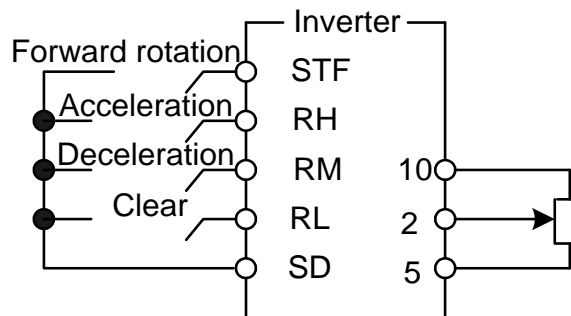 Inverter
Forward rotation
STF
Acceleration
RH
Deceleration
RM
10
Clear
RL
2
SD
5